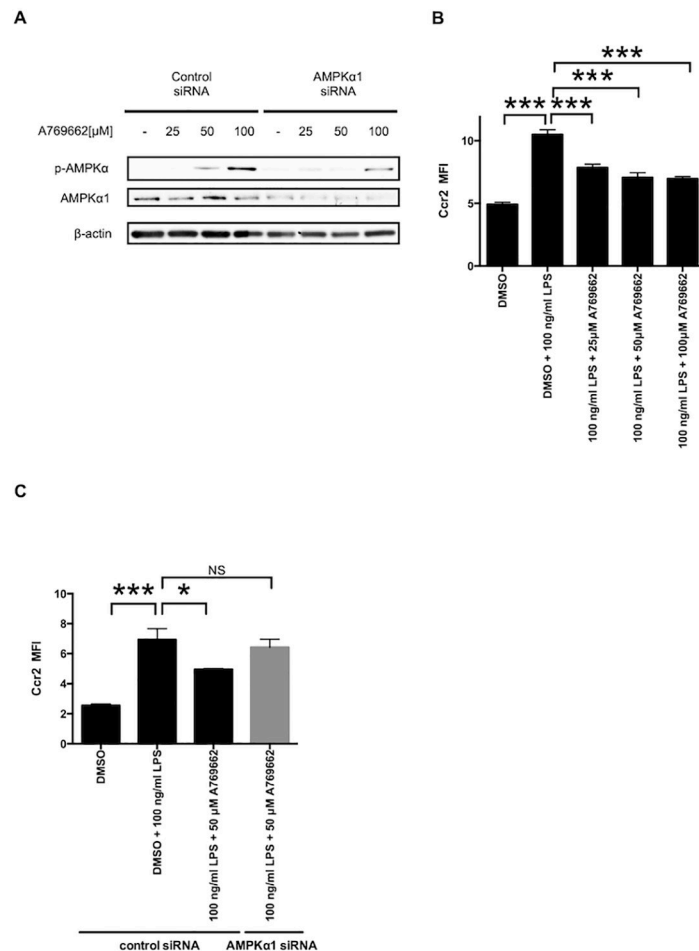 A
Control
siRNA
AMPKα1
siRNA
A769662[μM] - 25 50 100 - 25 50 100
p-AMPKα
AMPKα1
β-actin
B
***
***
*** ***
10
5
0
Ccr2 MFI
DMSO
DMSO + 100 ng/ml LPS
100 ng/ml LPS + 25μM A769662
100 ng/ml LPS + 50μM A769662
100 ng/ml LPS + 100μM A769662
C
NS
*** *
10
8
6
4
2
0
Ccr2 MFI
DMSO
DMSO + 100 ng/ml LPS
100 ng/ml LPS + 50 μM A769662
100 ng/ml LPS + 50 μM A769662
control siRNA AMPKα1 siRNA